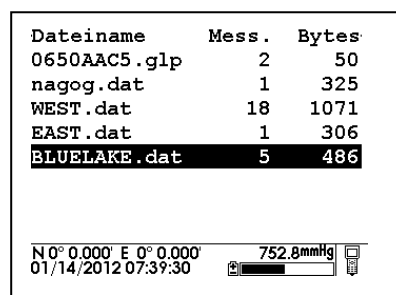 Dateiname Mess. Bytes
0650AAC5.glp 2 50
nagog.dat 1 325
WEST.dat 18 1071
EAST.dat 1 306
BLUELAKE.dat 5 486
N 0° 0.000' E 0° 0.000' 752.8mmHg
01/14/2012 07:39:30